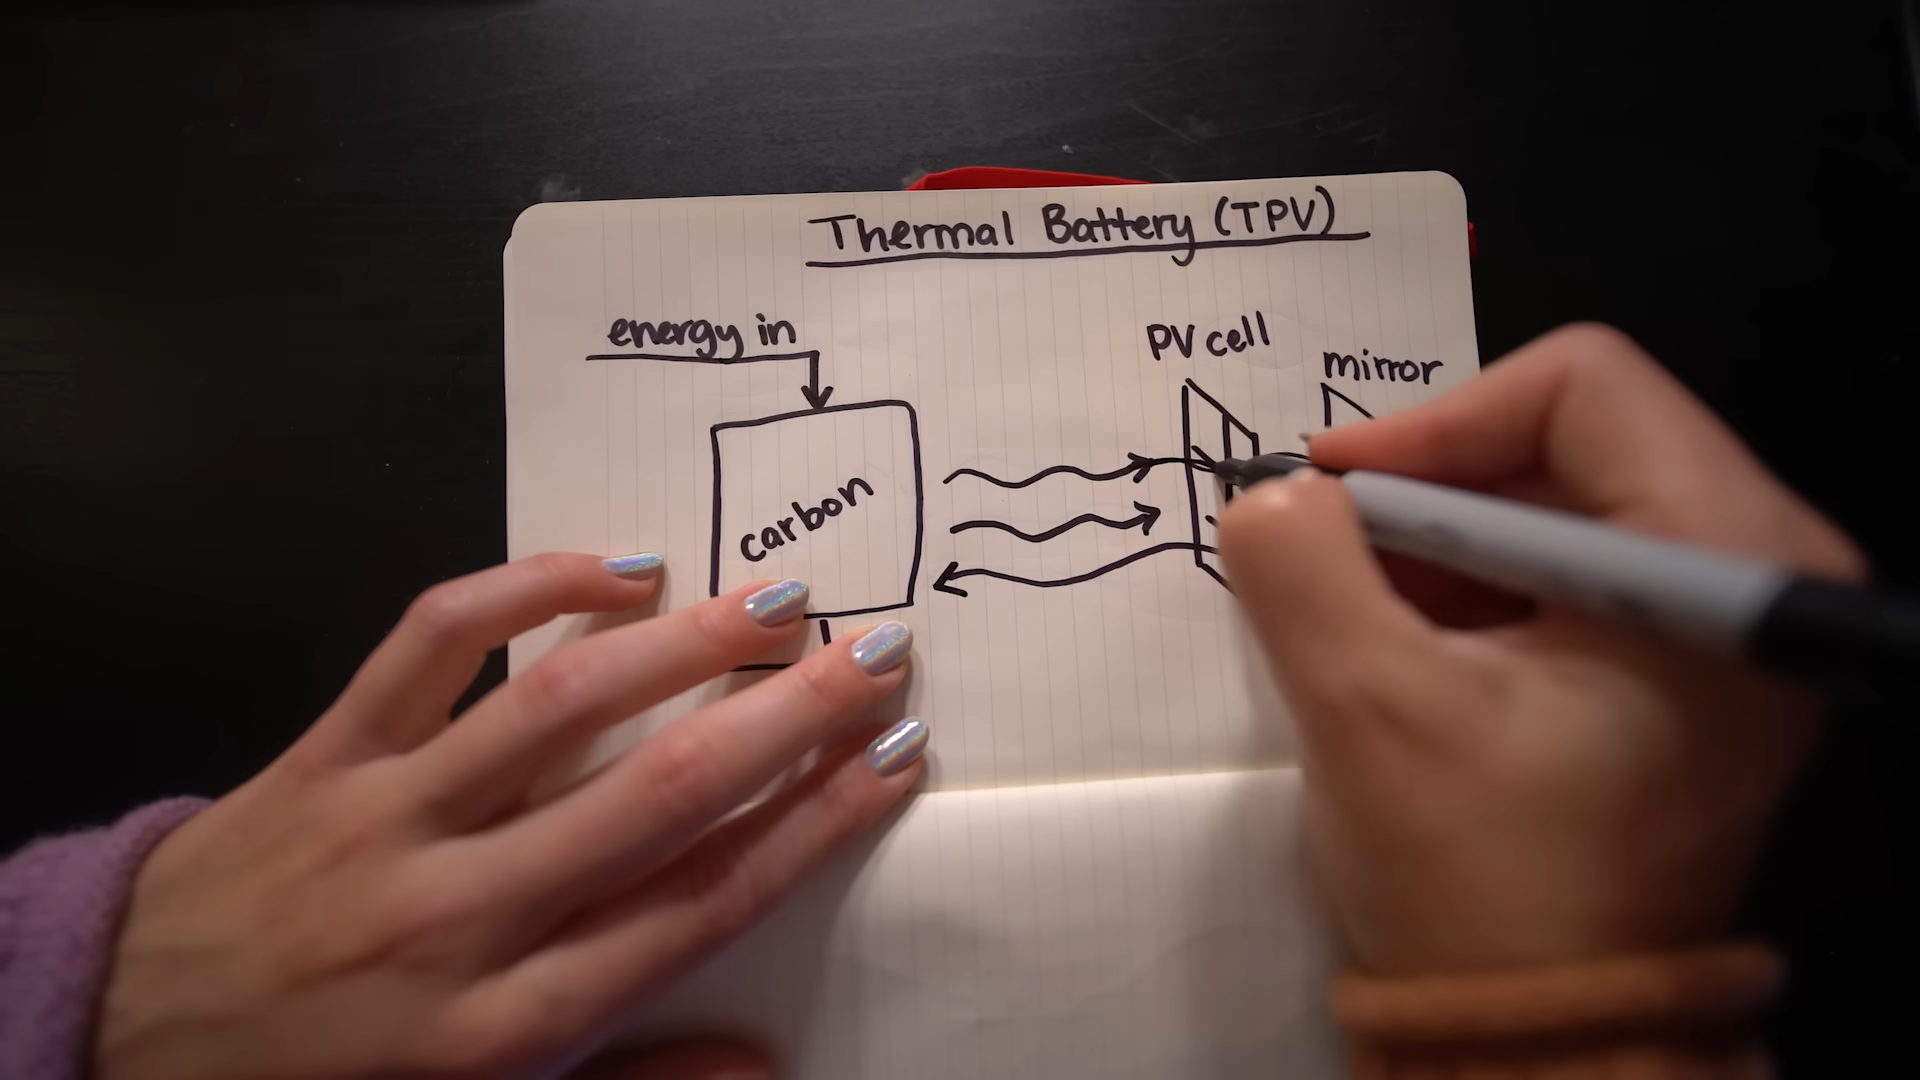 Thermal Battery (TPV)
energy in
PV cell
mirror
carbon